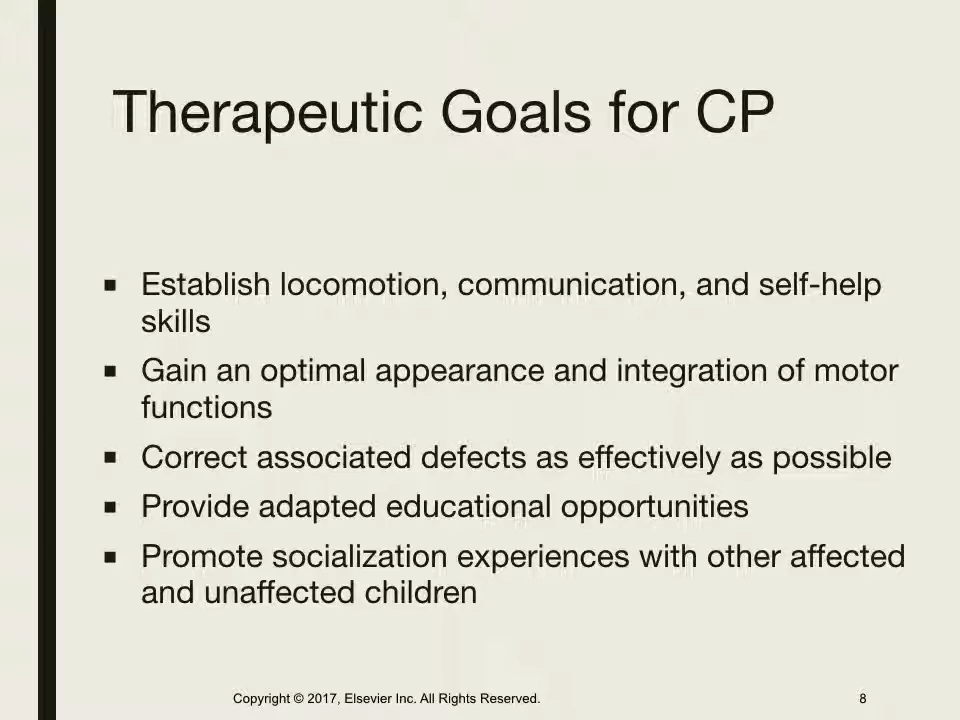 Therapeutic Goals for CP
▪ Establish locomotion, communication, and self-help
skills
▪ Gain an optimal appearance and integration of motor
functions
▪ Correct associated defects as effectively as possible
▪ Provide adapted educational opportunities
▪ Promote socialization experiences with other affected
and unaffected children
Copyright © 2017, Elsevier Inc. All Rights Reserved.
8